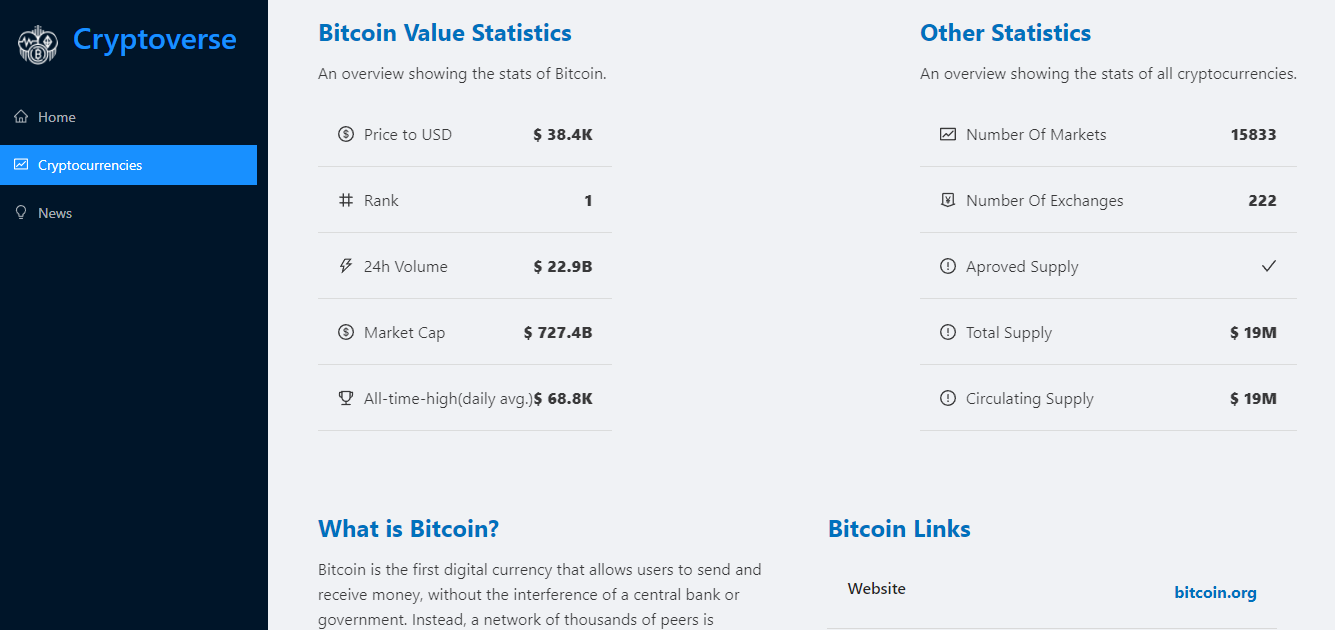 Cryptoverse
Home
Cryptocurrencies
News
Bitcoin Value Statistics
An overview showing the stats of Bitcoin.
Price to USD $ 38.4K
Rank 1
24h Volume $ 22.9B
Market Cap $ 727.4B
All-time-high(daily avg.)$ 68.8K
Other Statistics
An overview showing the stats of all cryptocurrencies.
Number Of Markets 15833
Number Of Exchanges 222
Aproved Supply
Total Supply $ 19M
Circulating Supply $ 19M
What is Bitcoin?
Bitcoin is the first digital currency that allows users to send and
receive money, without the interference of a central bank or
government. Instead, a network of thousands of peers is
Bitcoin Links
Website bitcoin.org